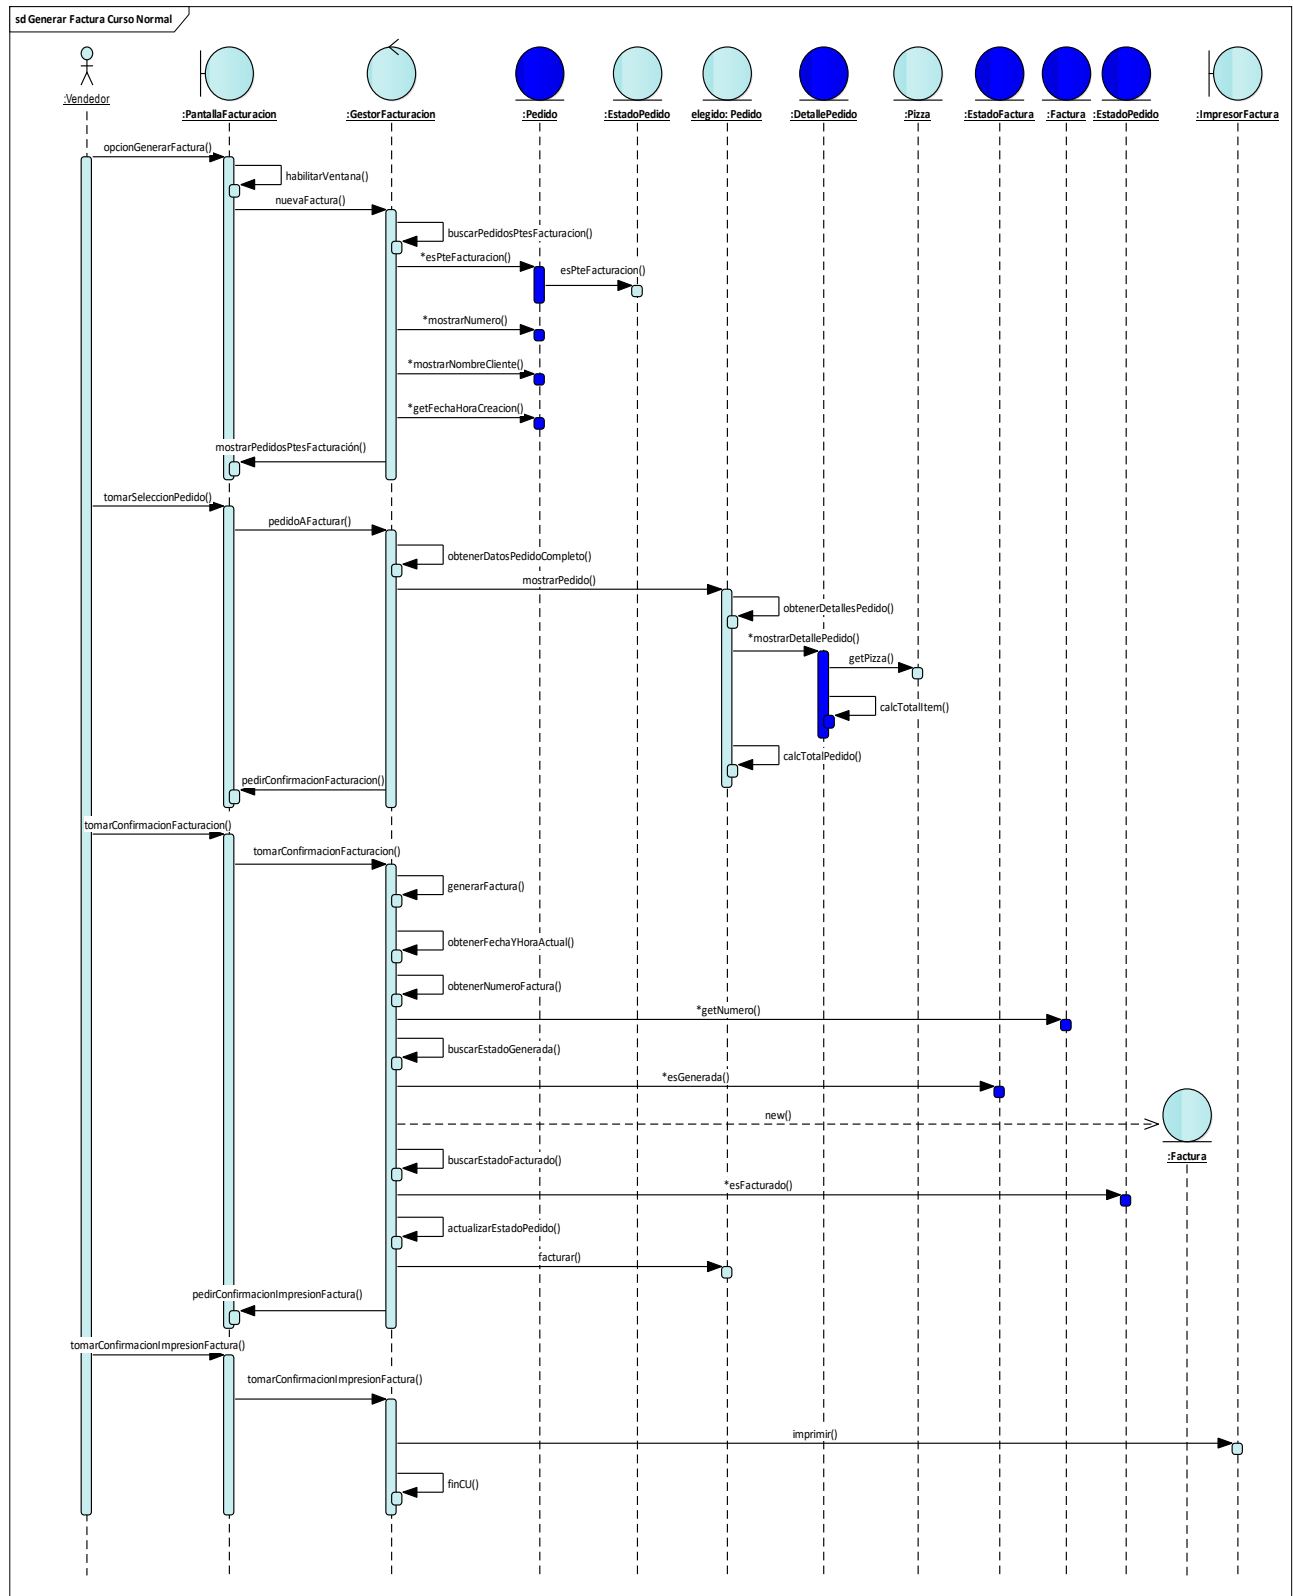 sd Generar Factura Curso Normal
:Vendedor
:PantallaFacturacion
:GestorFacturacion
:Pedido
:EstadoPedido
elegido: Pedido
:DetallePedido
:Pizza
:EstadoFactura
:Factura
:EstadoPedido
:ImpresorFactura
opcionGenerarFactura()
habilitarVentana()
nuevaFactura()
buscarPedidosPtesFacturacion()
*esPteFacturacion()
esPteFacturacion()
*mostrarNumero()
*mostrarNombreCliente()
*getFechaHoraCreacion()
mostrarPedidosPtesFacturación()
tomarSeleccionPedido()
pedidoAFacturar()
obtenerDatosPedidoCompleto()
mostrarPedido()
obtenerDetallesPedido()
*mostrarDetallePedido()
getPizza()
calcTotalItem()
calcTotalPedido()
pedirConfirmacionFacturacion()
tomarConfirmacionFacturacion()
tomarConfirmacionFacturacion()
generarFactura()
obtenerFechaYHoraActual()
obtenerNumeroFactura()
*getNumero()
buscarEstadoGenerada()
*esGenerada()
new()
:Factura
buscarEstadoFacturado()
*esFacturado()
actualizarEstadoPedido()
facturar()
pedirConfirmacionImpresionFactura()
tomarConfirmacionImpresionFactura()
tomarConfirmacionImpresionFactura()
imprimir()
finCU()